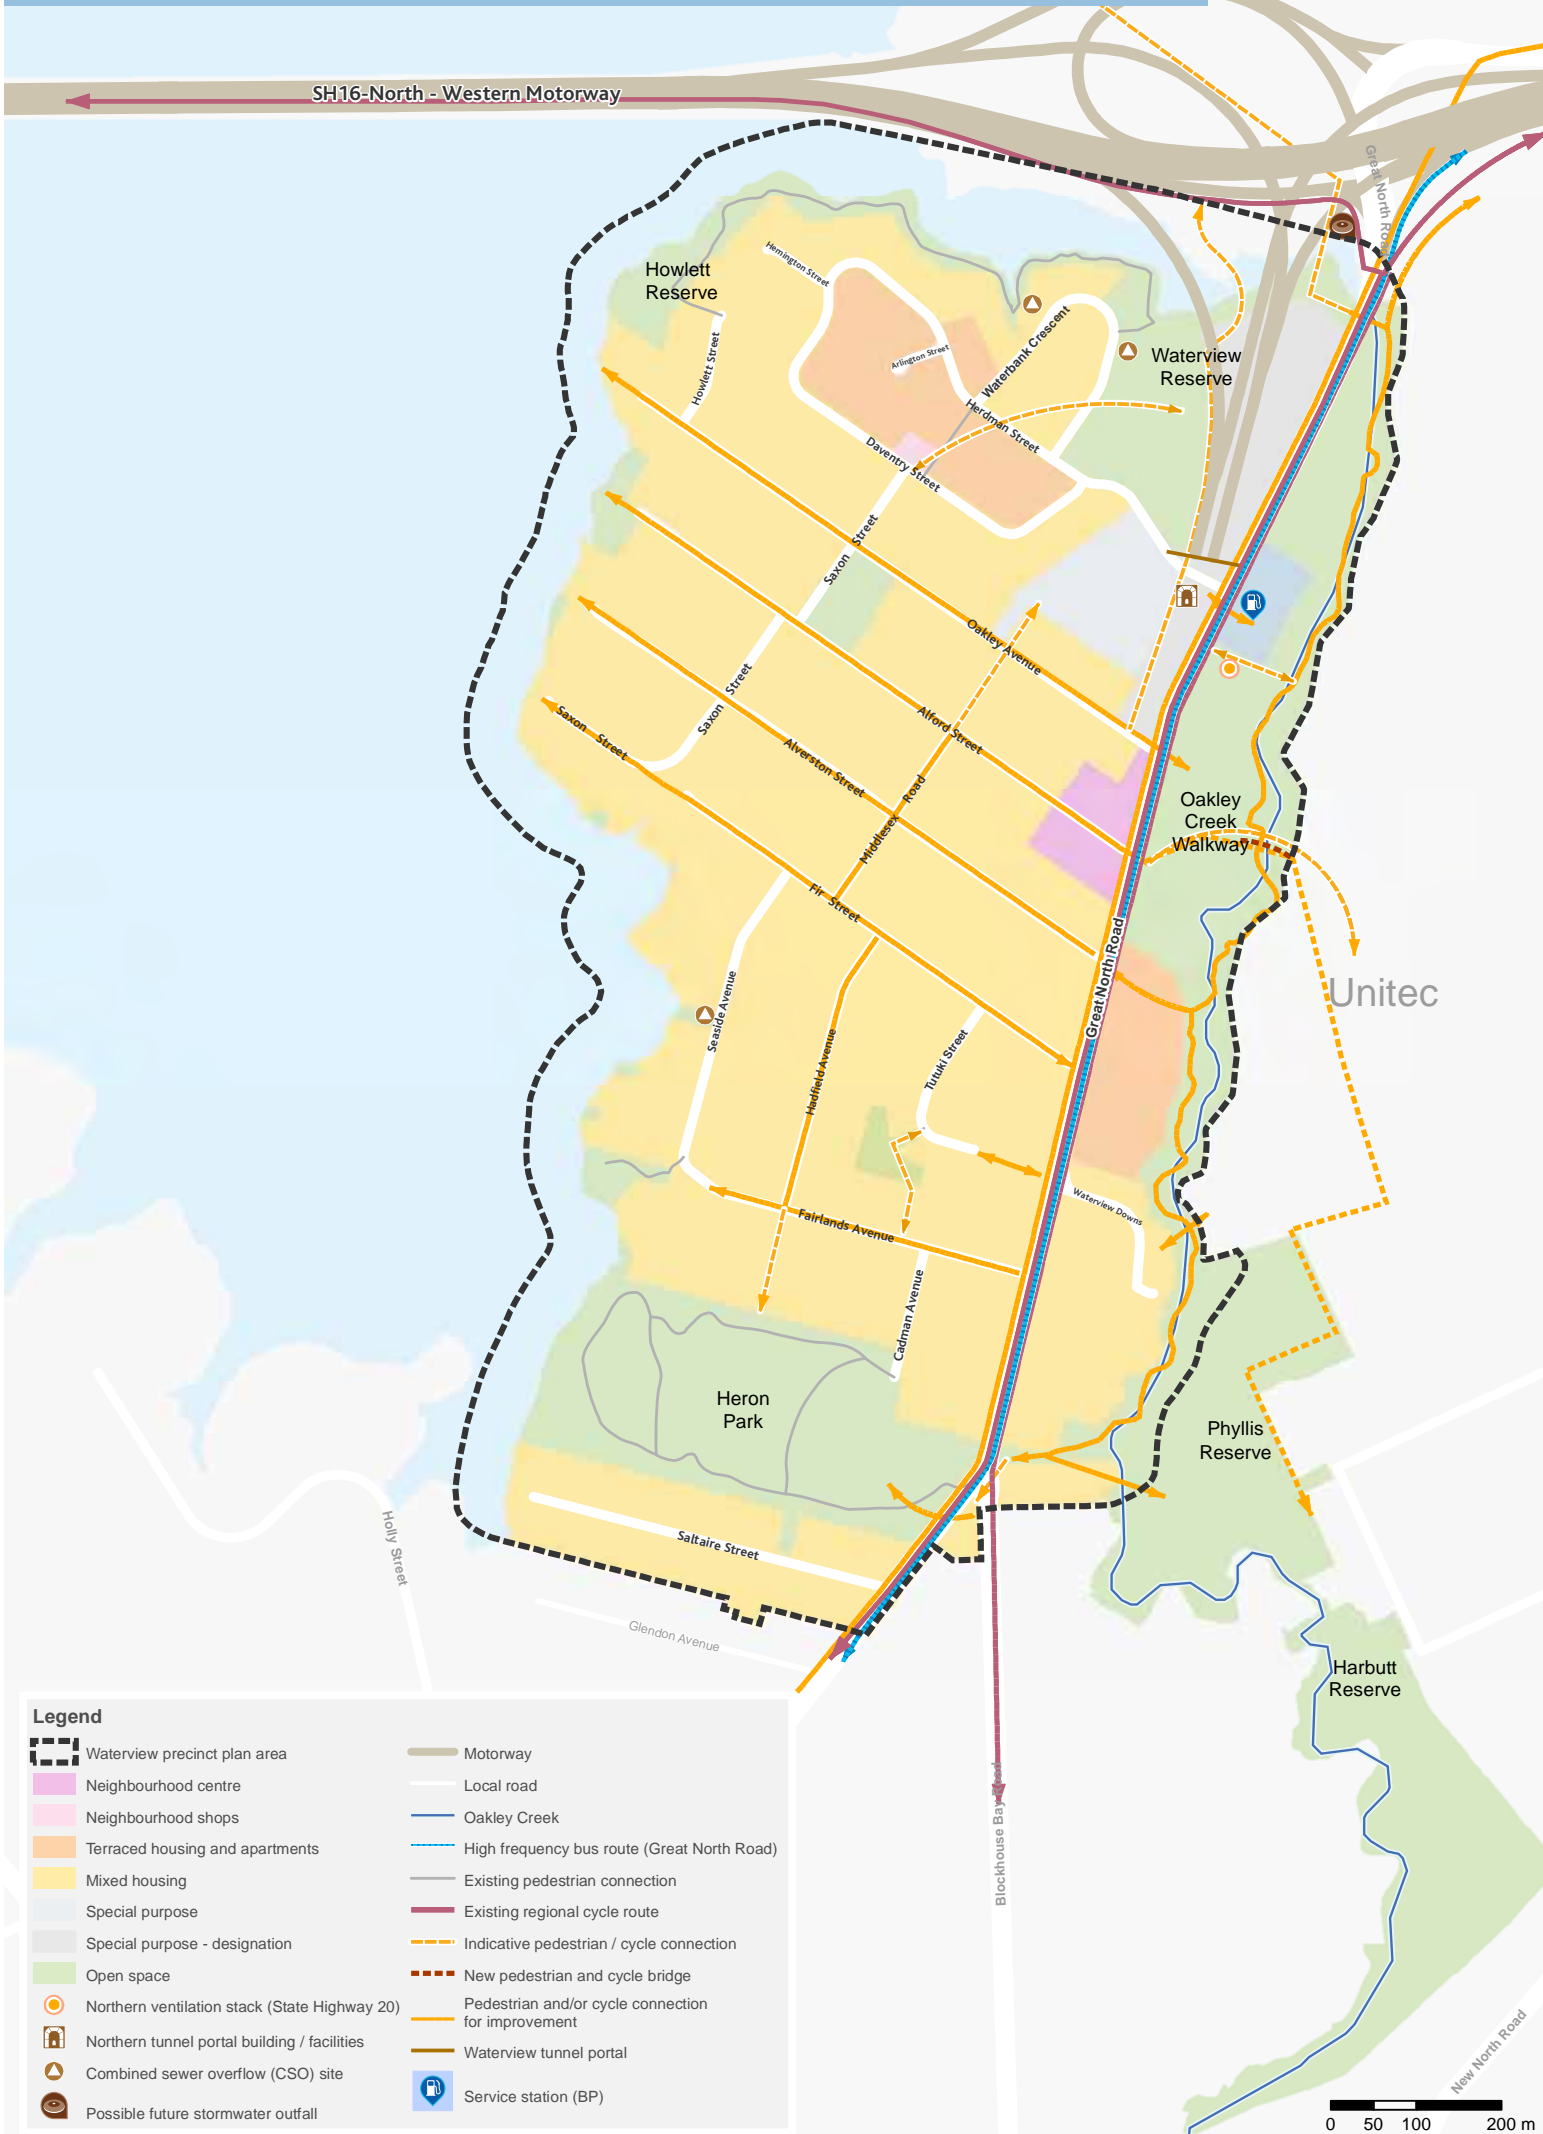 SH16-North - Western Motorway
Great North Road
Hemington Street
Howlett
Reserve
Howlett Street
Arlington Street
Waterbank Crescent
Waterview
Reserve
Herdman Street
Daventry Street
Saxon Street
Oakley Avenue
Saxon Street
Alford Street
Saxon Street
Alverston Street
Middlesex Road
Oakley
Creek
Walkway
Fir Street
Great North Road
Unitec
Seaside Avenue
Hadfield Avenue
Tutuki Street
Waterview Downs
Fairlands Avenue
Cadman Avenue
Heron
Park
Phyllis
Reserve
Holly Street
Saltaire Street
Glendon Avenue
Harbutt
Reserve
Blockhouse Bay Road
New North Road
Legend
Waterview precinct plan area
Neighbourhood centre
Neighbourhood shops
Terraced housing and apartments
Mixed housing
Special purpose
Special purpose - designation
Open space
Northern ventilation stack (State Highway 20)
Northern tunnel portal building / facilities
Combined sewer overflow (CSO) site
Possible future stormwater outfall
Motorway
Local road
Oakley Creek
High frequency bus route (Great North Road)
Existing pedestrian connection
Existing regional cycle route
Indicative pedestrian / cycle connection
New pedestrian and cycle bridge
Pedestrian and/or cycle connection
for improvement
Waterview tunnel portal
Service station (BP)
0 50 100 200 m